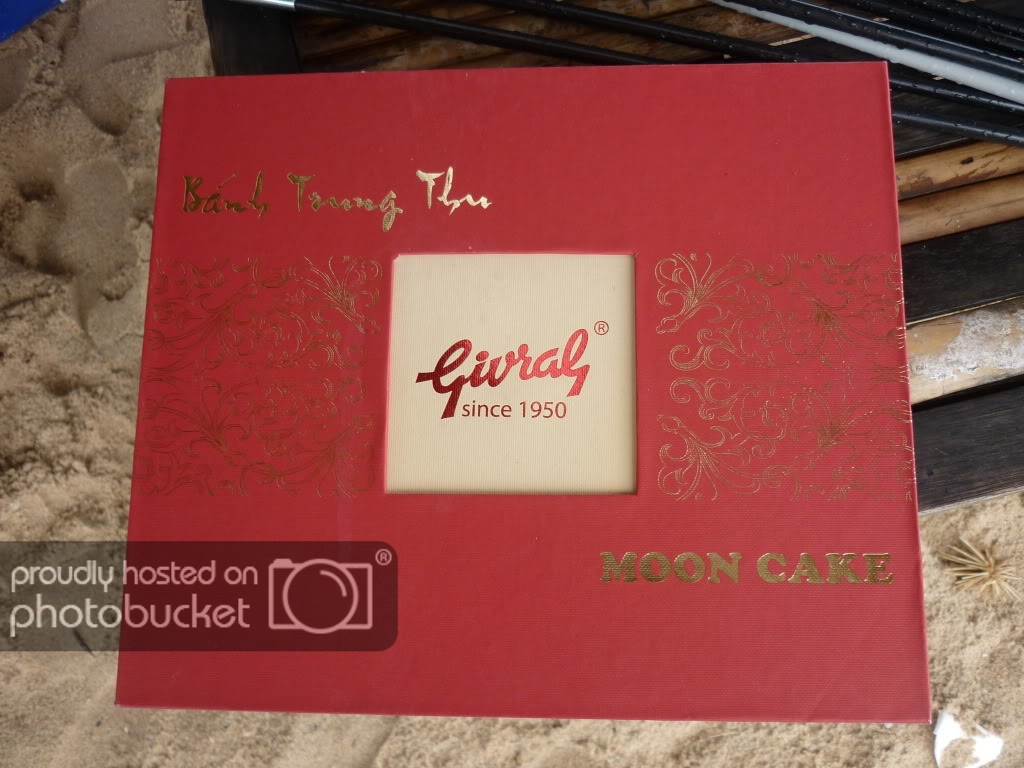 Bánh Trung Thu
Givral®
since 1950
MOON CAKE
proudly hosted on
photobucket®